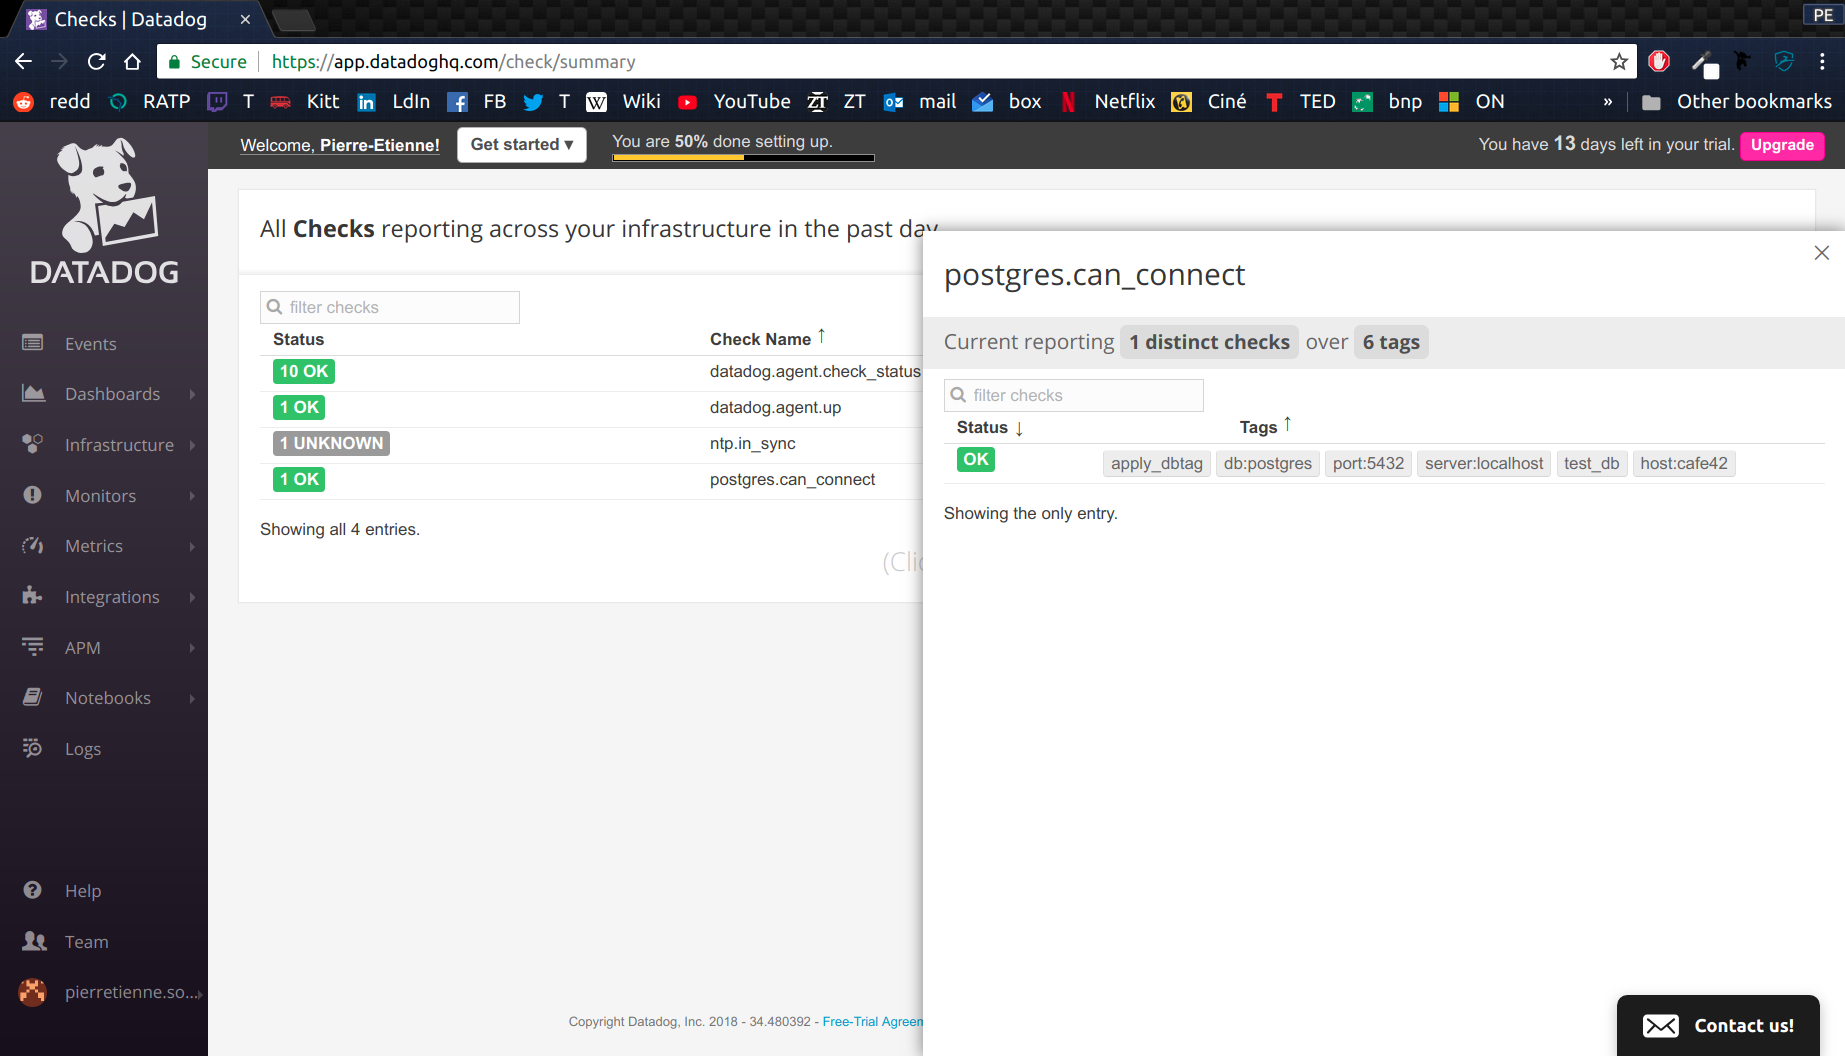 Checks | Datadog
PE
Secure https://app.datadoghq.com/check/summary
redd RATP T Kitt LdIn FB T Wiki YouTube ZT mail box Netflix Ciné TED bnp ON » Other bookmarks
Welcome, Pierre-Etienne! Get started ▾ You are 50% done setting up. You have 13 days left in your trial. Upgrade
DATADOG
Events
Dashboards
Infrastructure
Monitors
Metrics
Integrations
APM
Notebooks
Logs
Help
Team
pierretienne.so...
All Checks reporting across your infrastructure in the past day
filter checks
Status Check Name ↑
10 OK datadog.agent.check_status
1 OK datadog.agent.up
1 UNKNOWN ntp.in_sync
1 OK postgres.can_connect
Showing all 4 entries.
(Clic
Copyright Datadog, Inc. 2018 - 34.480392 - Free-Trial Agreem
postgres.can_connect
Current reporting 1 distinct checks over 6 tags
filter checks
Status ↓ Tags ↑
OK apply_dbtag db:postgres port:5432 server:localhost test_db host:cafe42
Showing the only entry.
Contact us!